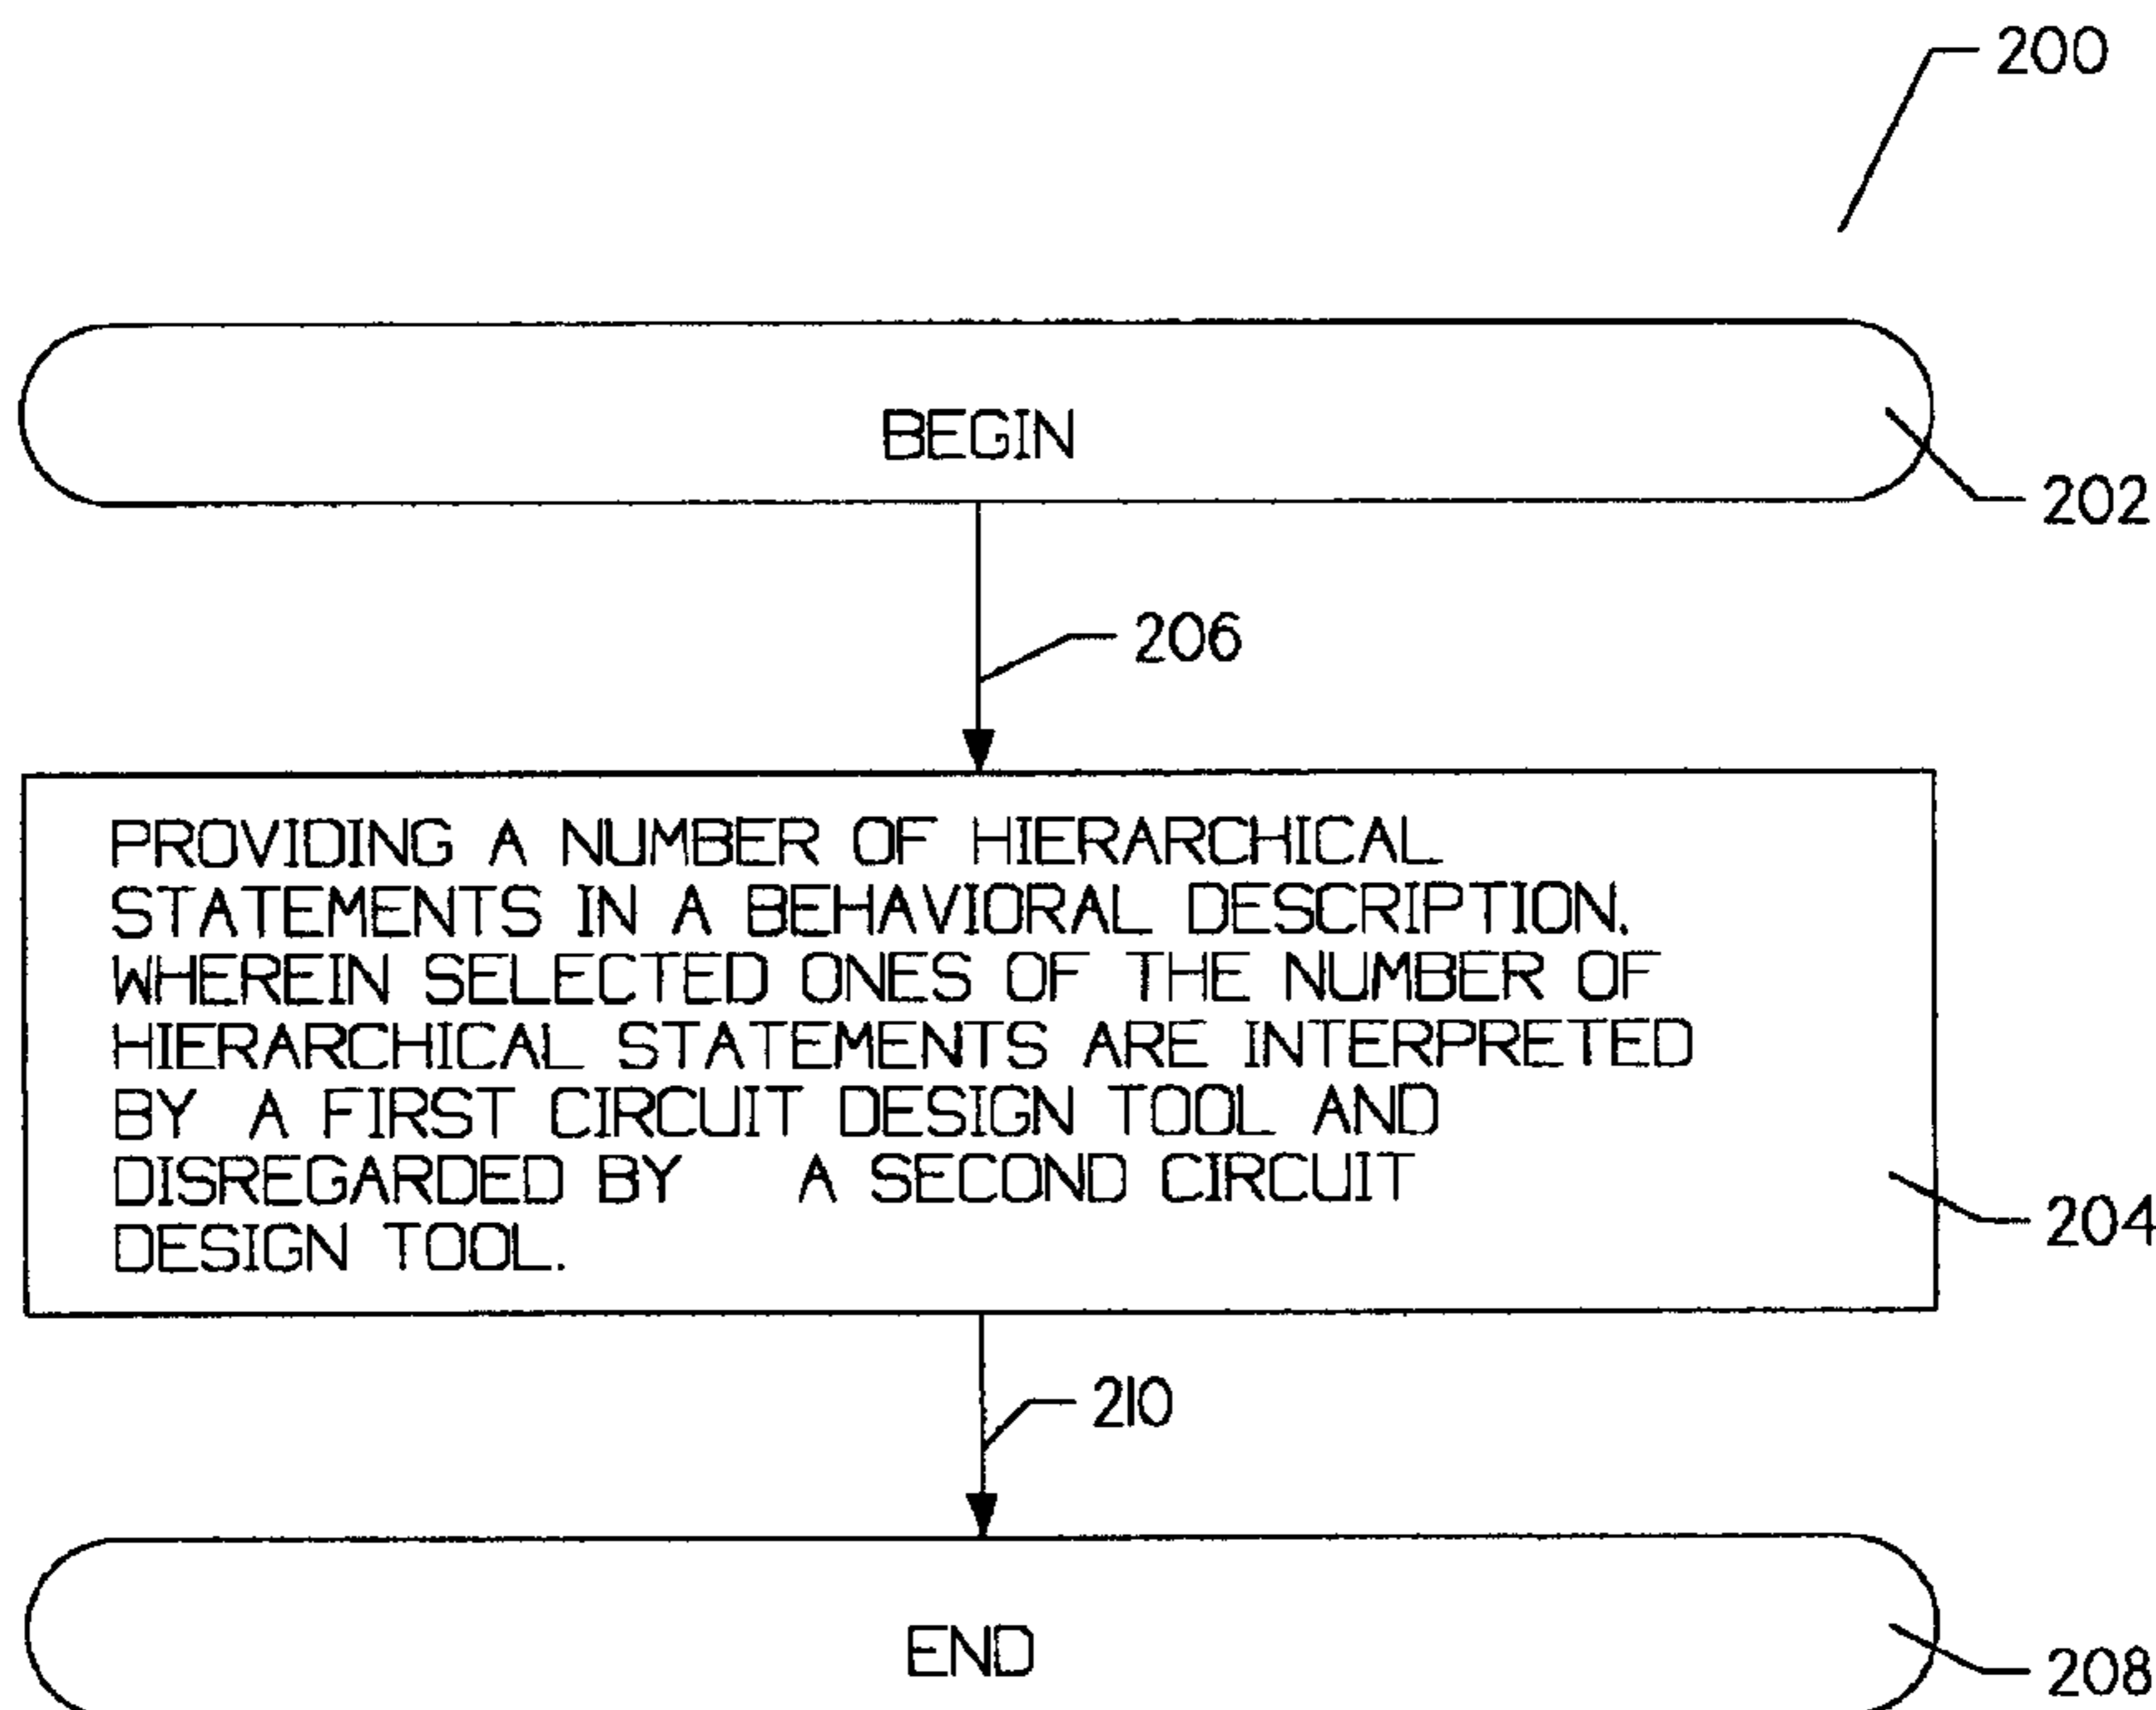 200
BEGIN
202
206
PROVIDING A NUMBER OF HIERARCHICAL
STATEMENTS IN A BEHAVIORAL DESCRIPTION,
WHEREIN SELECTED ONES OF THE NUMBER OF
HIERARCHICAL STATEMENTS ARE INTERPRETED
BY A FIRST CIRCUIT DESIGN TOOL AND
DISREGARDED BY A SECOND CIRCUIT
DESIGN TOOL.
204
210
END
208